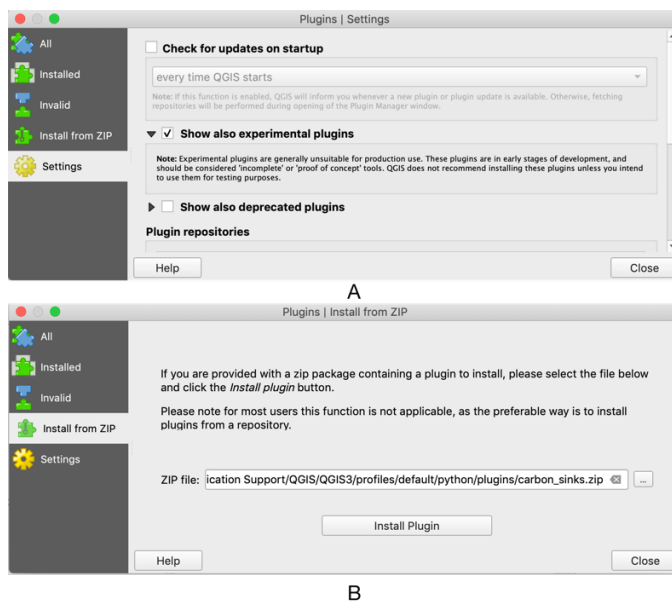 Plugins | Settings
All
Installed
Invalid
Install from ZIP
Settings
Check for updates on startup
every time QGIS starts
Note: If this function is enabled, QGIS will inform you whenever a new plugin or plugin update is available. Otherwise, fetching
repositories will be performed during opening of the Plugin Manager window.
Show also experimental plugins
Note: Experimental plugins are generally unsuitable for production use. These plugins are in early stages of development, and
should be considered 'incomplete' or 'proof of concept' tools. QGIS does not recommend installing these plugins unless you intend
to use them for testing purposes.
Show also deprecated plugins
Plugin repositories
Help
Close
A
Plugins | Install from ZIP
All
Installed
Invalid
Install from ZIP
Settings
If you are provided with a zip package containing a plugin to install, please select the file below
and click the Install plugin button.
Please note for most users this function is not applicable, as the preferable way is to install
plugins from a repository.
ZIP file: ication Support/QGIS/QGIS3/profiles/default/python/plugins/carbon_sinks.zip ...
Install Plugin
Help
Close
B